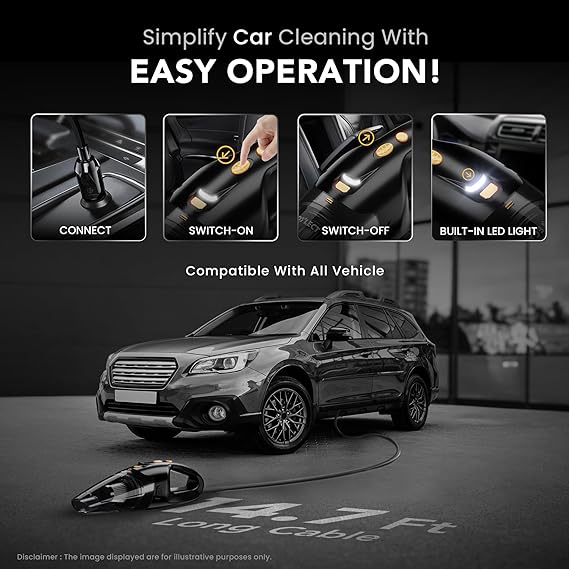 Simplify Car Cleaning With
EASY OPERATION!
CONNECT
SWITCH-ON
SWITCH-OFF
BUILT-IN LED LIGHT
Compatible With All Vehicle
14.7 Ft
Long Cable
Disclaimer : The image displayed are for illustrative purposes only.